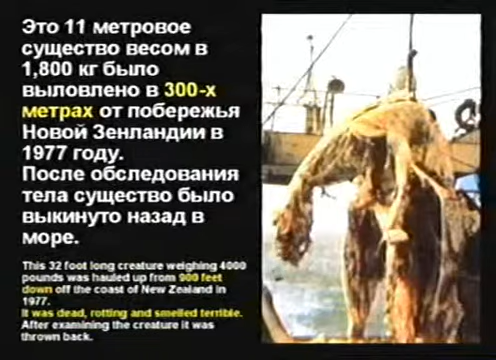 Это 11 метровое
существо весом в
1,800 кг было
выловлено в 300-х
метрах от побережья
Новой Зенландии в
1977 году.
После обследования
тела существо было
выкинуто назад в
море.
This 32 foot long creature weighing 4000
pounds was hauled up from 900 feet
down off the coast of New Zealand in
1977.
It was dead, rotting and smelled terrible.
After examining the creature it was
thrown back.